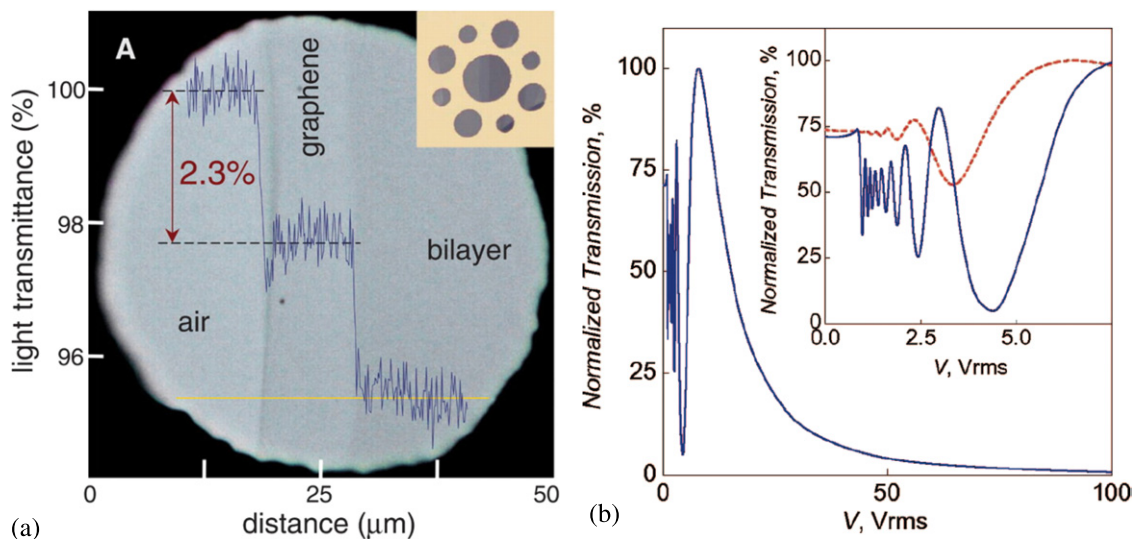 A
graphene
100
2.3%
98
bilayer
air
96
light transmittance (%)
0
25
50
distance (μm)
(a)
100
75
50
25
0
Normalized Transmission, %
0
50
100
V, Vrms
100
75
50
25
0
Normalized Transmission, %
2.5
5.0
V, Vrms
(b)